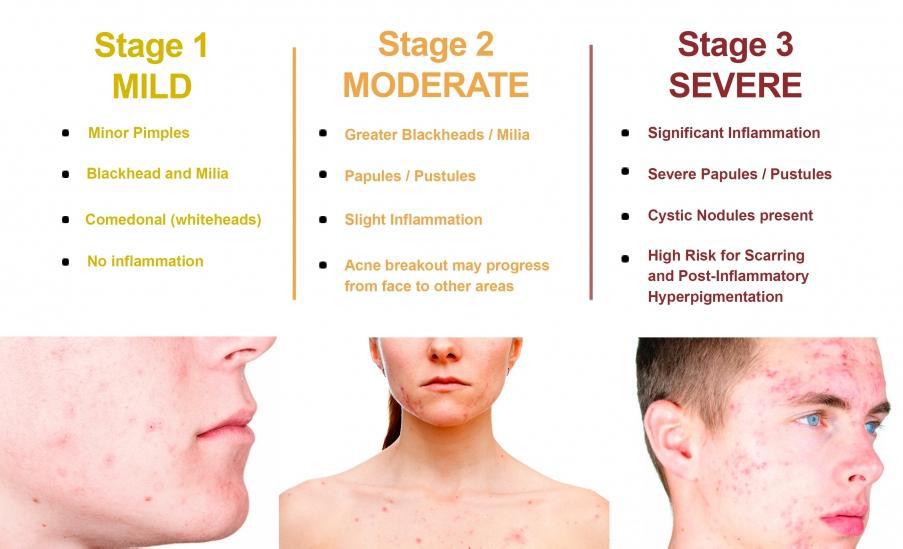 Stage 1
MILD
Minor Pimples
Blackhead and Milia
Comedonal (whiteheads)
No inflammation
Stage 2
MODERATE
Greater Blackheads / Milia
Papules / Pustules
Slight Inflammation
Acne breakout may progress
from face to other areas
Stage 3
SEVERE
Significant Inflammation
Severe Papules / Pustules
Cystic Nodules present
High Risk for Scarring
and Post-Inflammatory
Hyperpigmentation